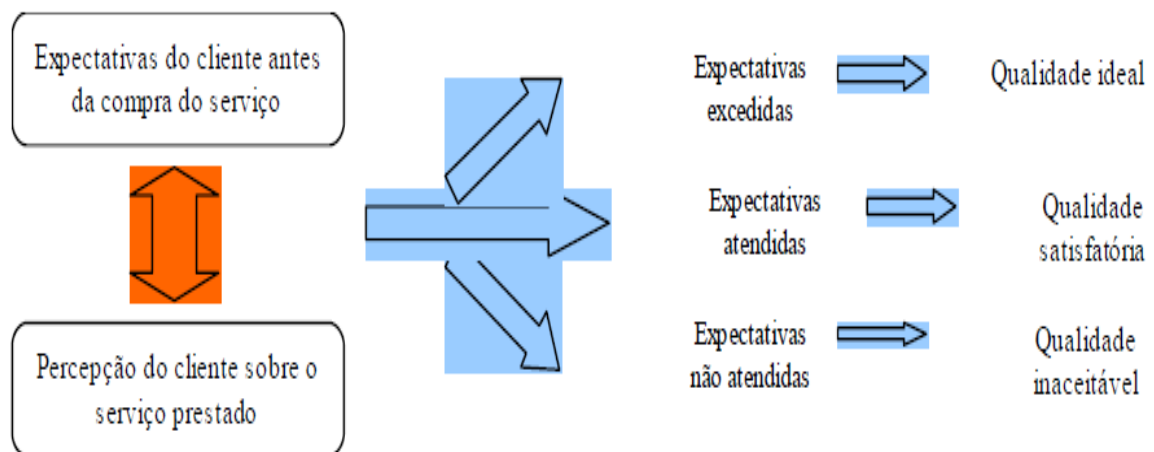 Expectativas do cliente antes
da compra do serviço
Percepção do cliente sobre o
serviço prestado
Expectativas
excedidas
Qualidade ideal
Expectativas
atendidas
Qualidade
satisfatória
Expectativas
não atendidas
Qualidade
inaceitável